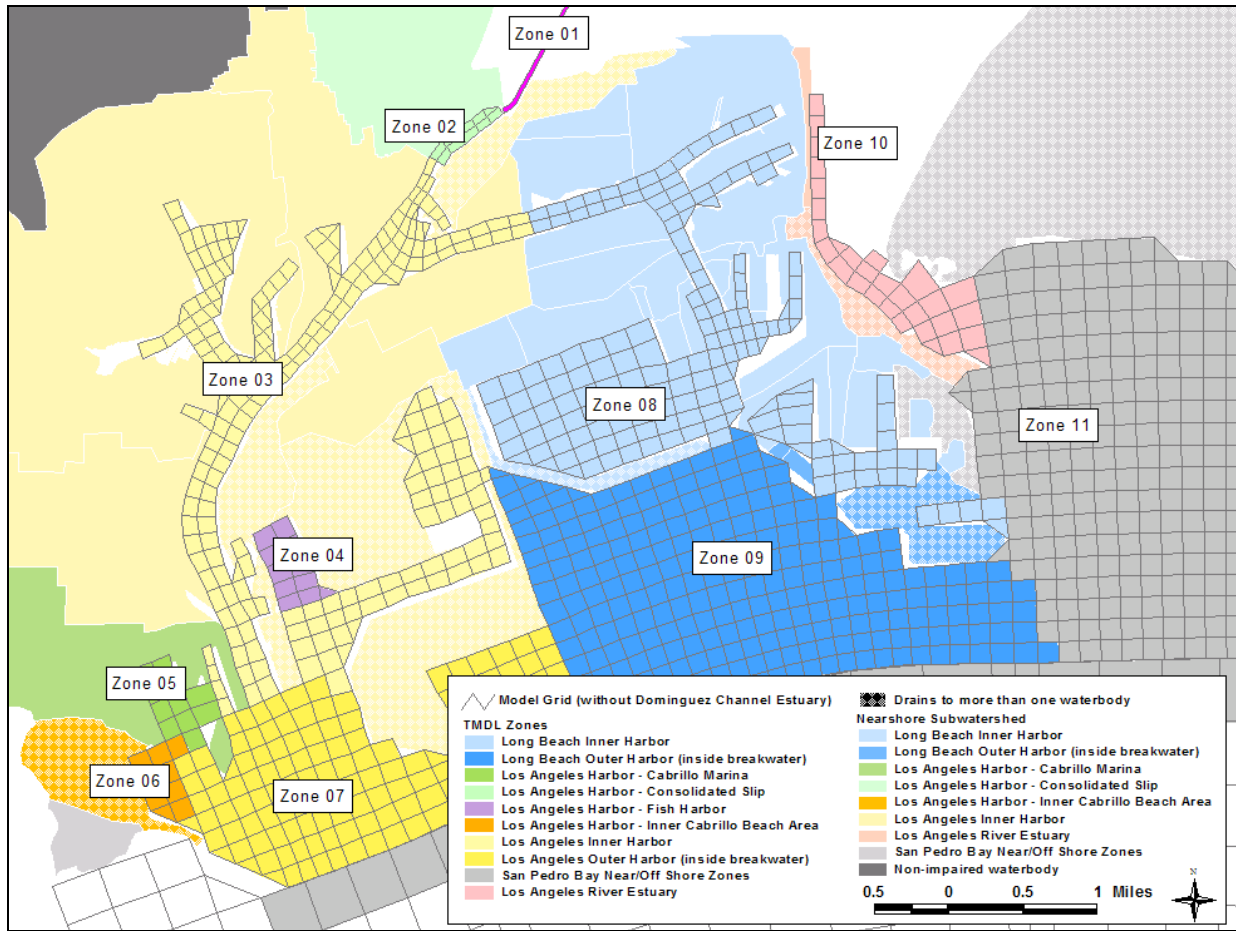 Zone 01
Zone 02
Zone 10
Zone 03
Zone 08
Zone 11
Zone 04
Zone 09
Zone 05
Zone 06
Zone 07
Model Grid (without Dominguez Channel Estuary)
TMDL Zones
Long Beach Inner Harbor
Long Beach Outer Harbor (inside breakwater)
Los Angeles Harbor - Cabrillo Marina
Los Angeles Harbor - Consolidated Slip
Los Angeles Harbor - Fish Harbor
Los Angeles Harbor - Inner Cabrillo Beach Area
Los Angeles Inner Harbor
Los Angeles Outer Harbor (inside breakwater)
San Pedro Bay Near/Off Shore Zones
Los Angeles River Estuary
Drains to more than one waterbody
Nearshore Subwatershed
Long Beach Inner Harbor
Long Beach Outer Harbor (inside breakwater)
Los Angeles Harbor - Cabrillo Marina
Los Angeles Harbor - Consolidated Slip
Los Angeles Harbor - Inner Cabrillo Beach Area
Los Angeles Inner Harbor
Los Angeles River Estuary
San Pedro Bay Near/Off Shore Zones
Non-impaired waterbody
0.5 0 0.5 1 Miles
N